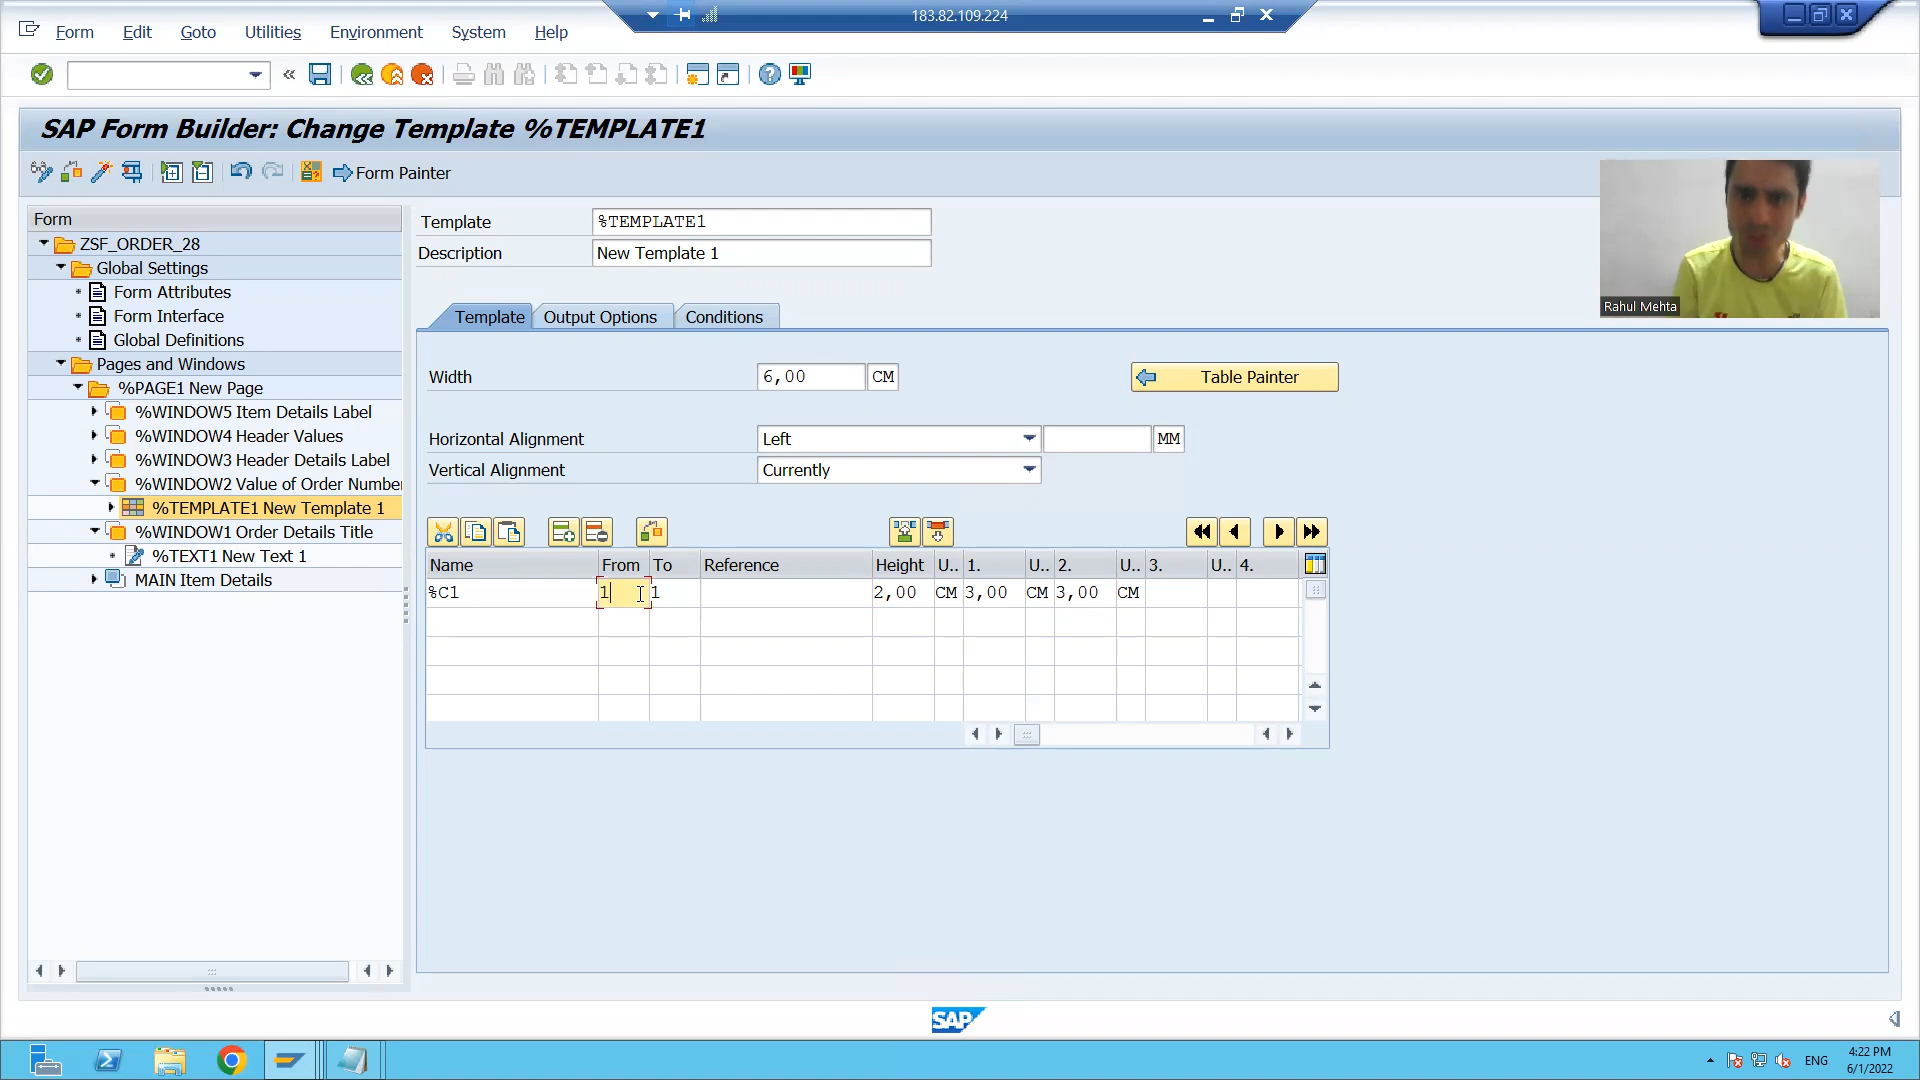 183.82.109.224
Form Edit Goto Utilities Environment System Help
SAP Form Builder: Change Template %TEMPLATE1
Form Painter
Form
ZSF_ORDER_28
Global Settings
Form Attributes
Form Interface
Global Definitions
Pages and Windows
%PAGE1 New Page
%WINDOW5 Item Details Label
%WINDOW4 Header Values
%WINDOW3 Header Details Label
%WINDOW2 Value of Order Number
%TEMPLATE1 New Template 1
%WINDOW1 Order Details Title
%TEXT1 New Text 1
MAIN Item Details
Template %TEMPLATE1
Description New Template 1
Rahul Mehta
Template Output Options Conditions
Width 6,00 CM
Table Painter
Horizontal Alignment Left MM
Vertical Alignment Currently
Name From To Reference Height U.. 1. U.. 2. U.. 3. U.. 4.
%C1 1 1 2,00 CM 3,00 CM 3,00 CM
SAP
ENG
4:22 PM
6/1/2022